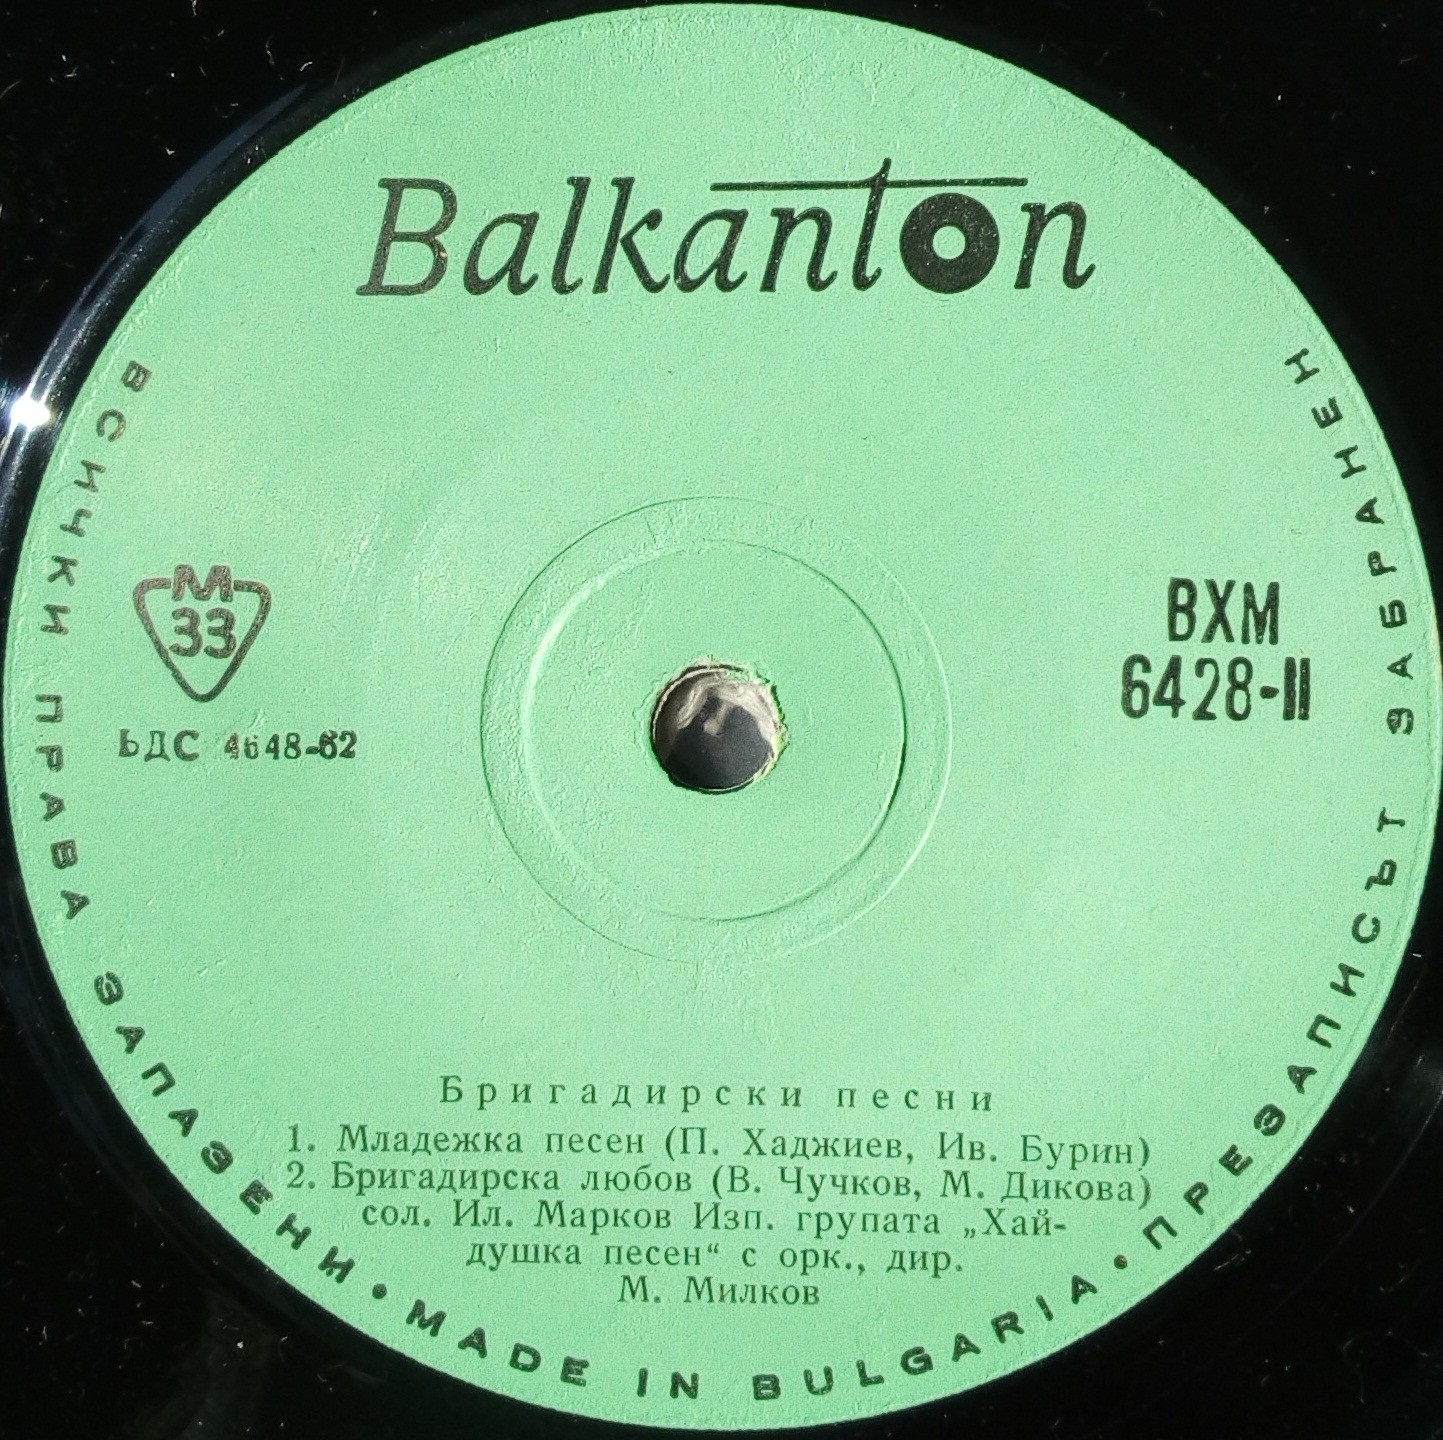 Balkanton
ВСИЧКИ ПРАВА ЗАПАЗЕНИ • MADE IN BULGARIA • ПРЕЗАПИСЪТ ЗАБРАНЕН
М
33
БДС 4648-62
ВХМ
6428-II
Бригадирски песни
1. Младежка песен (П. Хаджиев, Ив. Бурин)
2. Бригадирска любов (В. Чучков, М. Дикова)
сол. Ил. Марков Изп. групата „Хай-
душка песен“ с орк., дир.
М. Милков